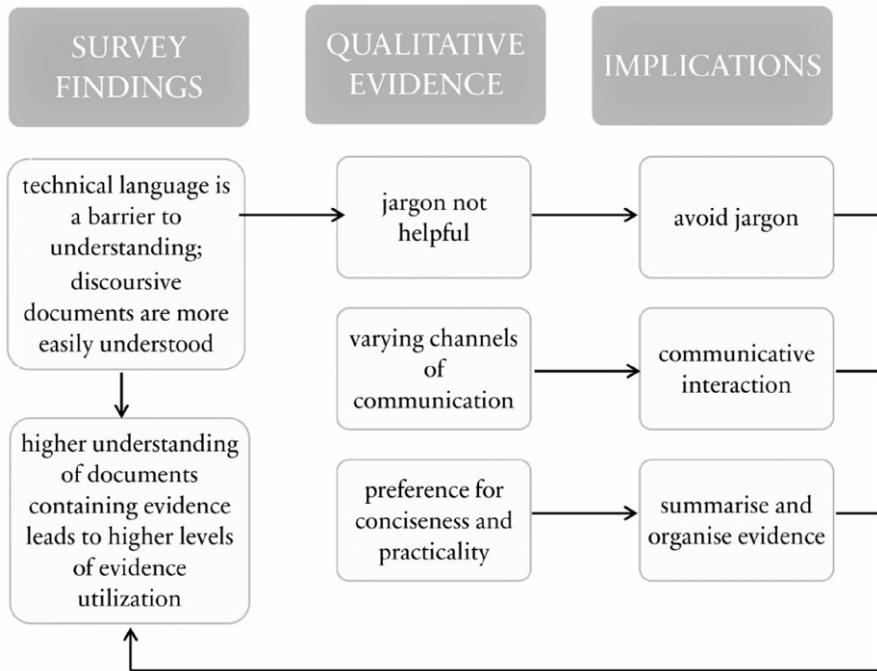 SURVEY
FINDINGS
QUALITATIVE
EVIDENCE
IMPLICATIONS
technical language is
a barrier to
understanding;
discoursive
documents are more
easily understood
jargon not
helpful
avoid jargon
varying channels
of
communication
communicative
interaction
higher understanding
of documents
containing evidence
leads to higher levels
of evidence
utilization
preference for
conciseness and
practicality
summarise and
organise evidence